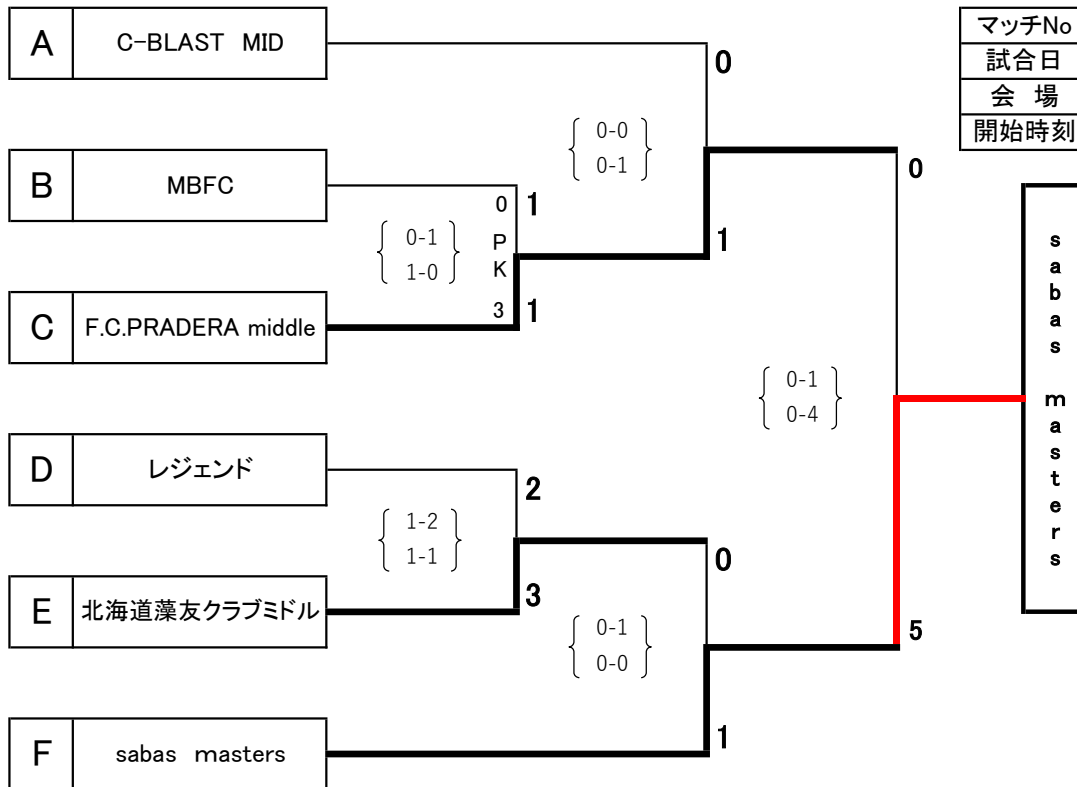 A C-BLAST MID
0
マッチNo
試合日
会 場
開始時刻
0-0
0-1
0
B MBFC
0 1
PK
0-1
1-0
1
3 1
C F.C.PRADERA middle
sabas masters
0-1
0-4
D レジェンド
2
1-2
1-1
0
3
E 北海道藻友クラブミドル
0-1
0-0
5
1
F sabas masters